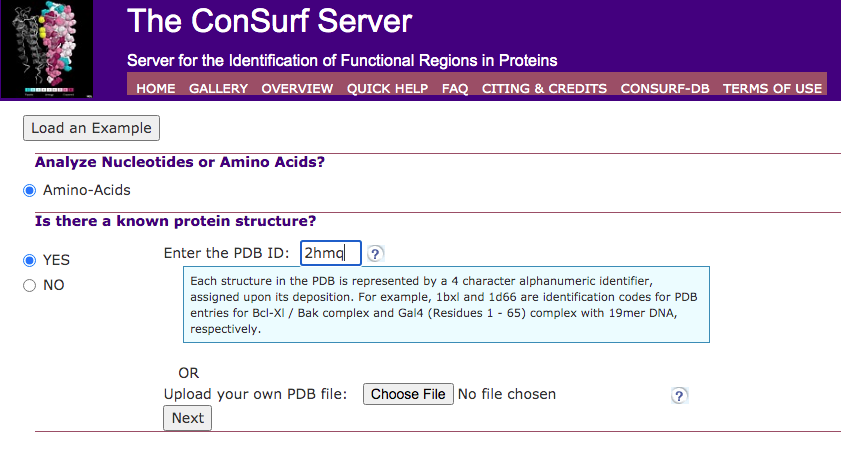 The ConSurf Server
Server for the Identification of Functional Regions in Proteins
HOME GALLERY OVERVIEW QUICK HELP FAQ CITING & CREDITS CONSURF-DB TERMS OF USE
Load an Example
Analyze Nucleotides or Amino Acids?
Amino-Acids
Is there a known protein structure?
YES
NO
Enter the PDB ID: 2hmq ?
Each structure in the PDB is represented by a 4 character alphanumeric identifier,
assigned upon its deposition. For example, 1bxl and 1d66 are identification codes for PDB
entries for Bcl-Xl / Bak complex and Gal4 (Residues 1 - 65) complex with 19mer DNA,
respectively.
OR
Upload your own PDB file: Choose File No file chosen ?
Next